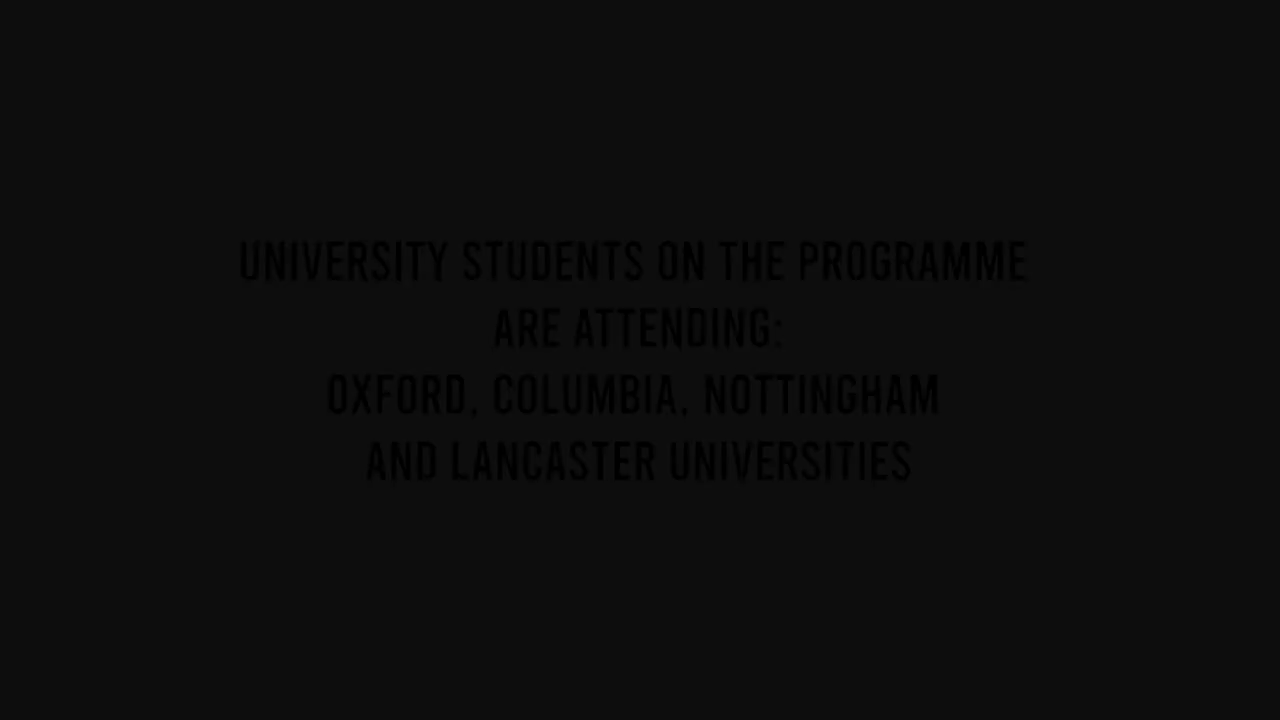 UNIVERSITY STUDENTS ON THE PROGRAMME
ARE ATTENDING:
OXFORD, COLUMBIA, NOTTINGHAM
AND LANCASTER UNIVERSITIES